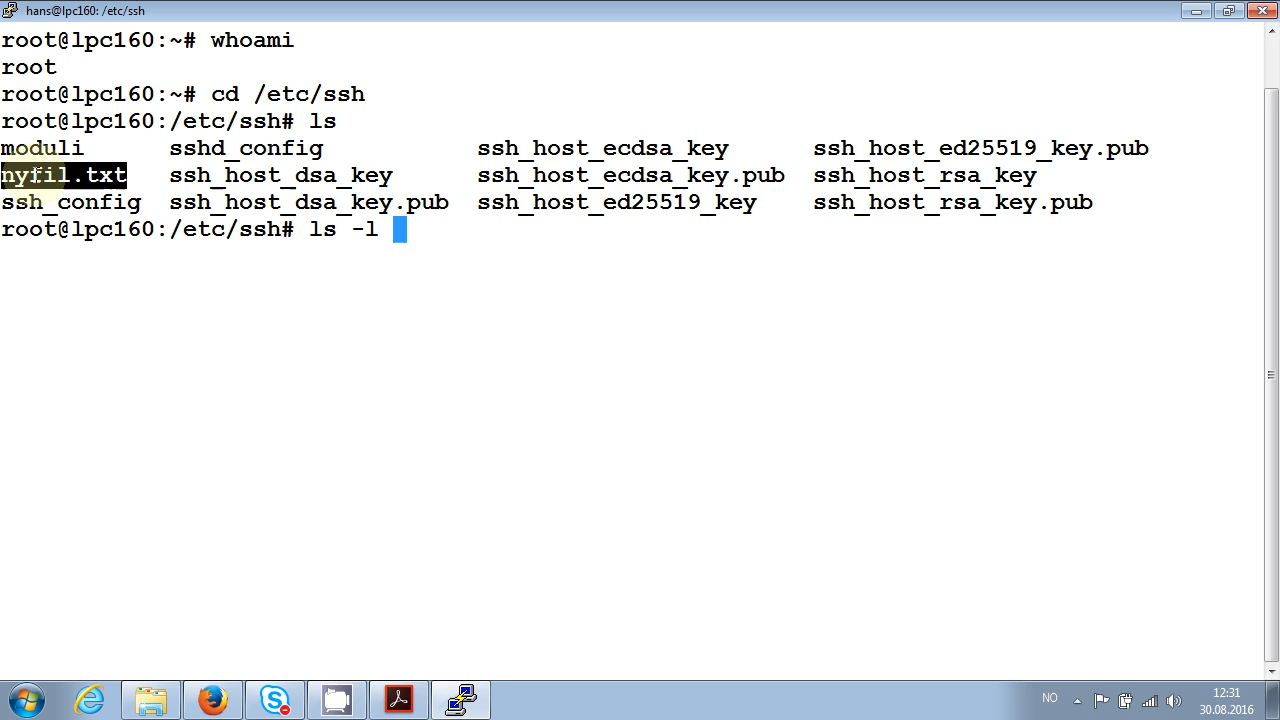 hans@lpc160: /etc/ssh
root@lpc160:~# whoami
root
root@lpc160:~# cd /etc/ssh
root@lpc160:/etc/ssh# ls
moduli sshd_config ssh_host_ecdsa_key ssh_host_ed25519_key.pub
nyfil.txt ssh_host_dsa_key ssh_host_ecdsa_key.pub ssh_host_rsa_key
ssh_config ssh_host_dsa_key.pub ssh_host_ed25519_key ssh_host_rsa_key.pub
root@lpc160:/etc/ssh# ls -l
NO
12:31
30.08.2016